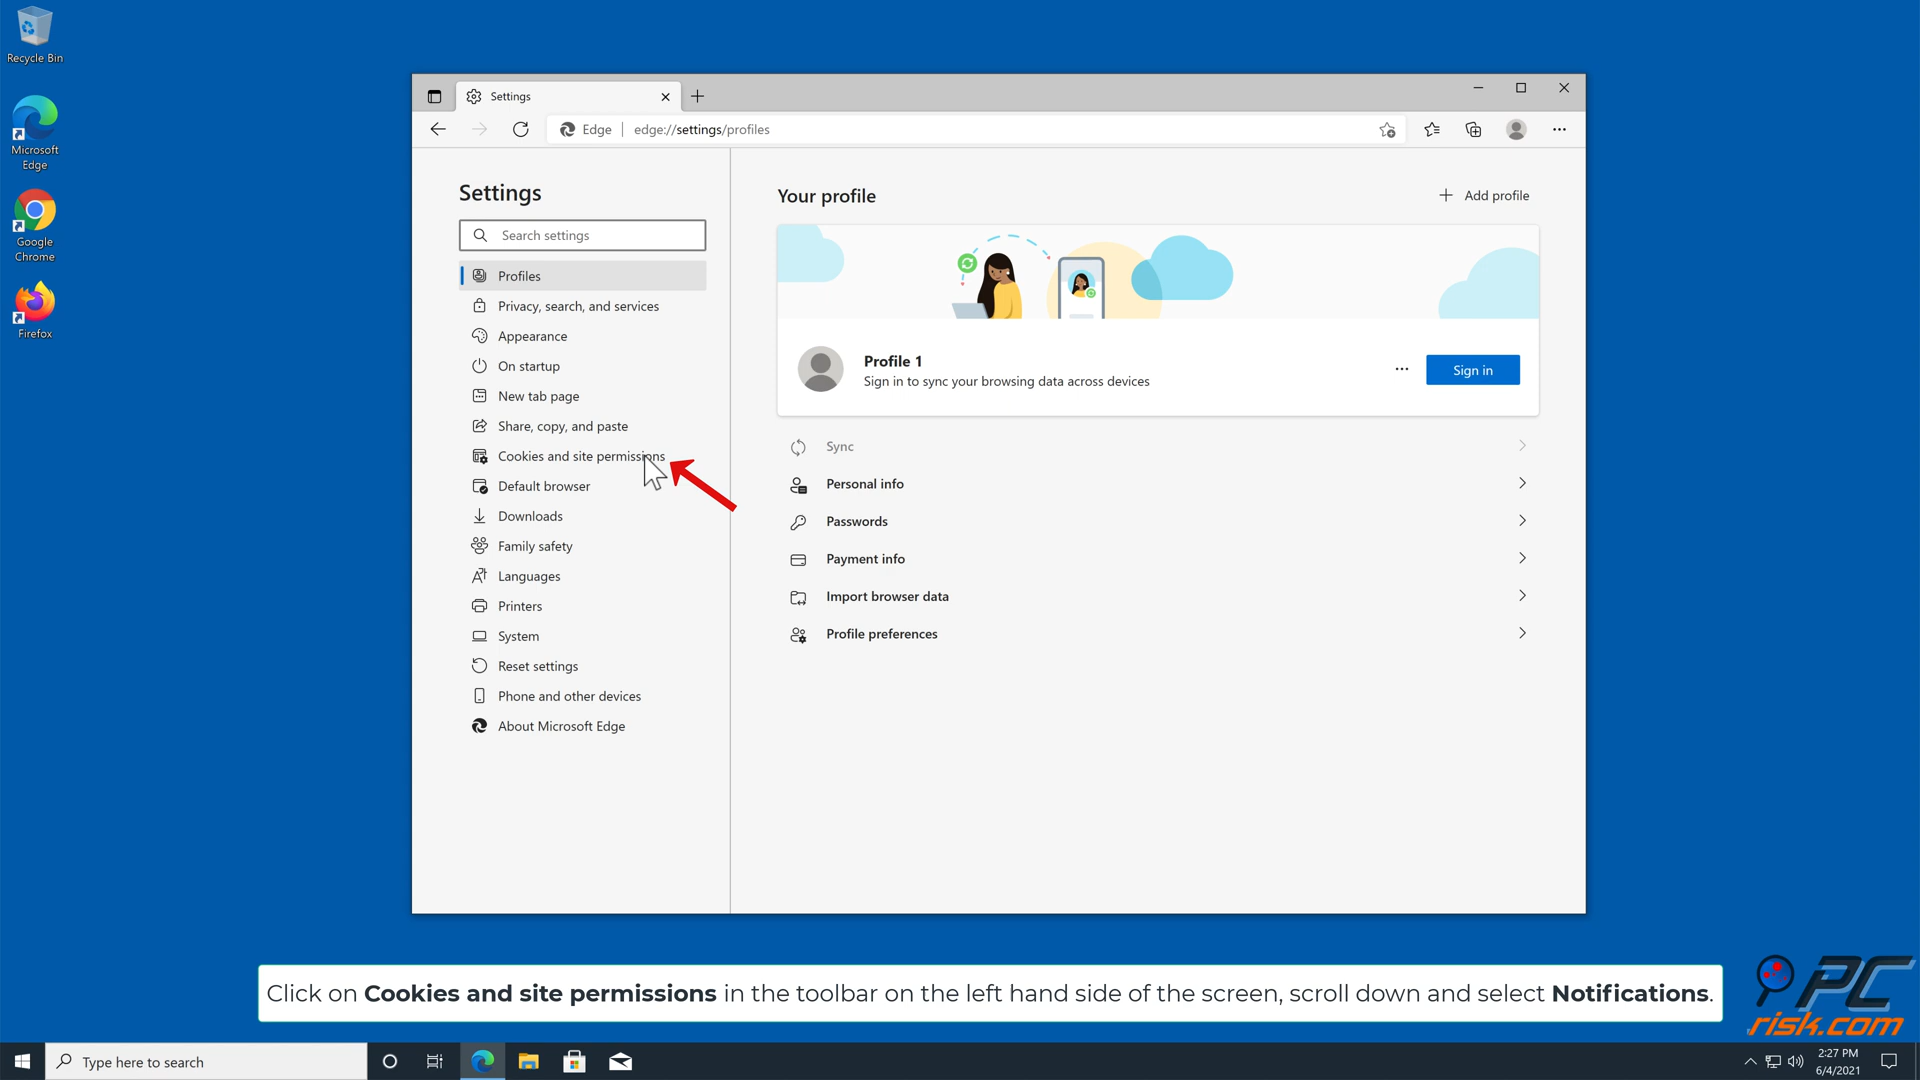 Recycle Bin
Microsoft
Edge
Google
Chrome
Firefox
Settings
Edge
edge://settings/profiles
Settings
Search settings
Profiles
Privacy, search, and services
Appearance
On startup
New tab page
Share, copy, and paste
Cookies and site permissions
Default browser
Downloads
Family safety
Languages
Printers
System
Reset settings
Phone and other devices
About Microsoft Edge
Your profile
Add profile
Profile 1
Sign in to sync your browsing data across devices
Sign in
Sync
Personal info
Passwords
Payment info
Import browser data
Profile preferences
Click on Cookies and site permissions in the toolbar on the left hand side of the screen, scroll down and select Notifications.
PC
risk.com
Type here to search
2:27 PM
6/4/2021